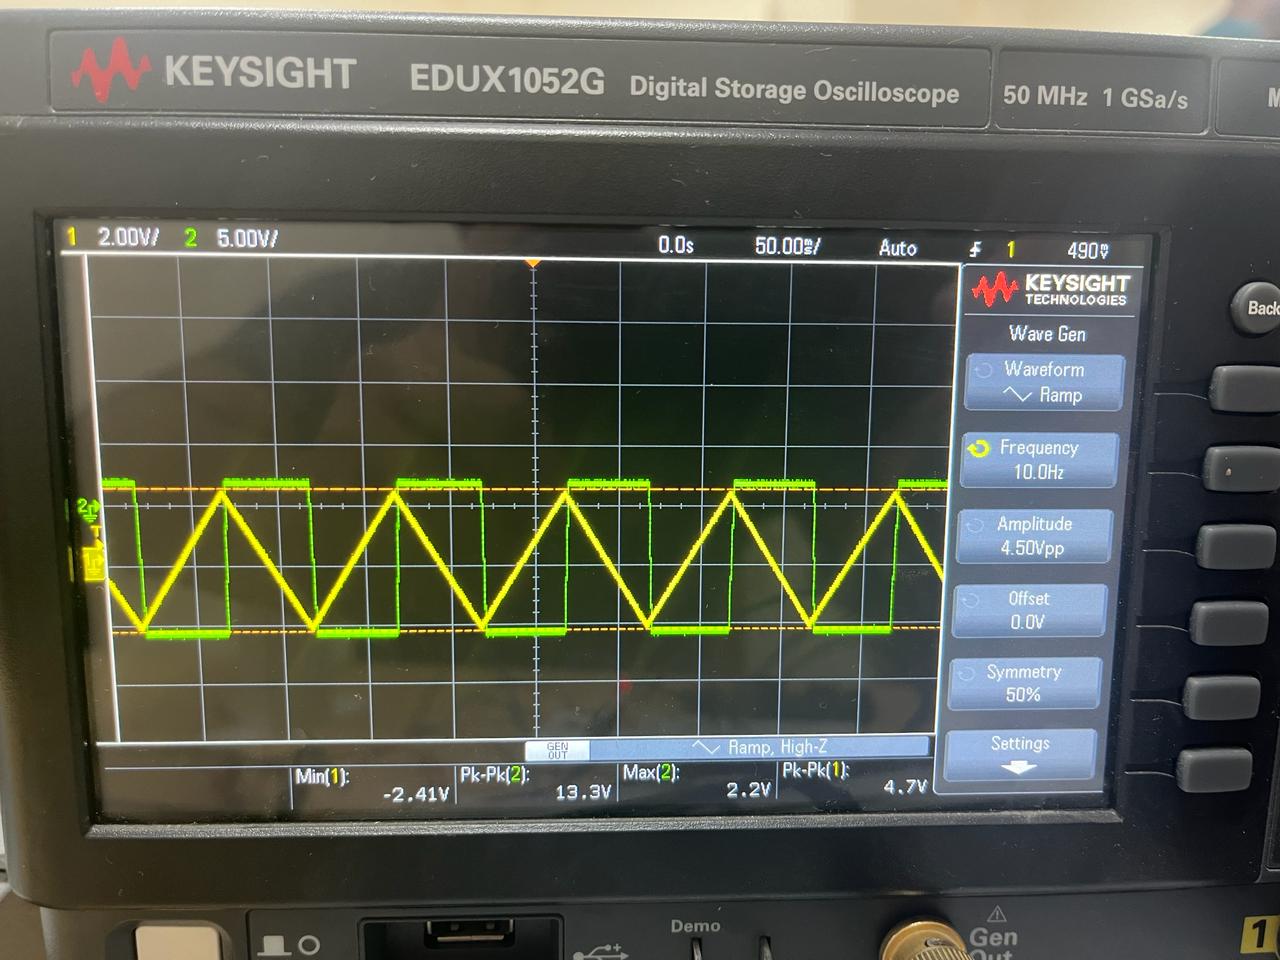 KEYSIGHT EDUX1052G Digital Storage Oscilloscope 50 MHz 1 GSa/s
1 2.00V/ 2 5.00V/ 0.0s 50.00ms/ Auto 1 490mV
KEYSIGHT
TECHNOLOGIES
Back
Wave Gen
Waveform
Ramp
Frequency
10.0Hz
Amplitude
4.50Vpp
Offset
0.0V
Symmetry
50%
Settings
2
GEN
OUT
Ramp, High-Z
Min(1): Pk-Pk(2): Max(2): Pk-Pk(1):
-2.41V 13.3V 2.2V 4.7V
Demo
Gen
Out
1